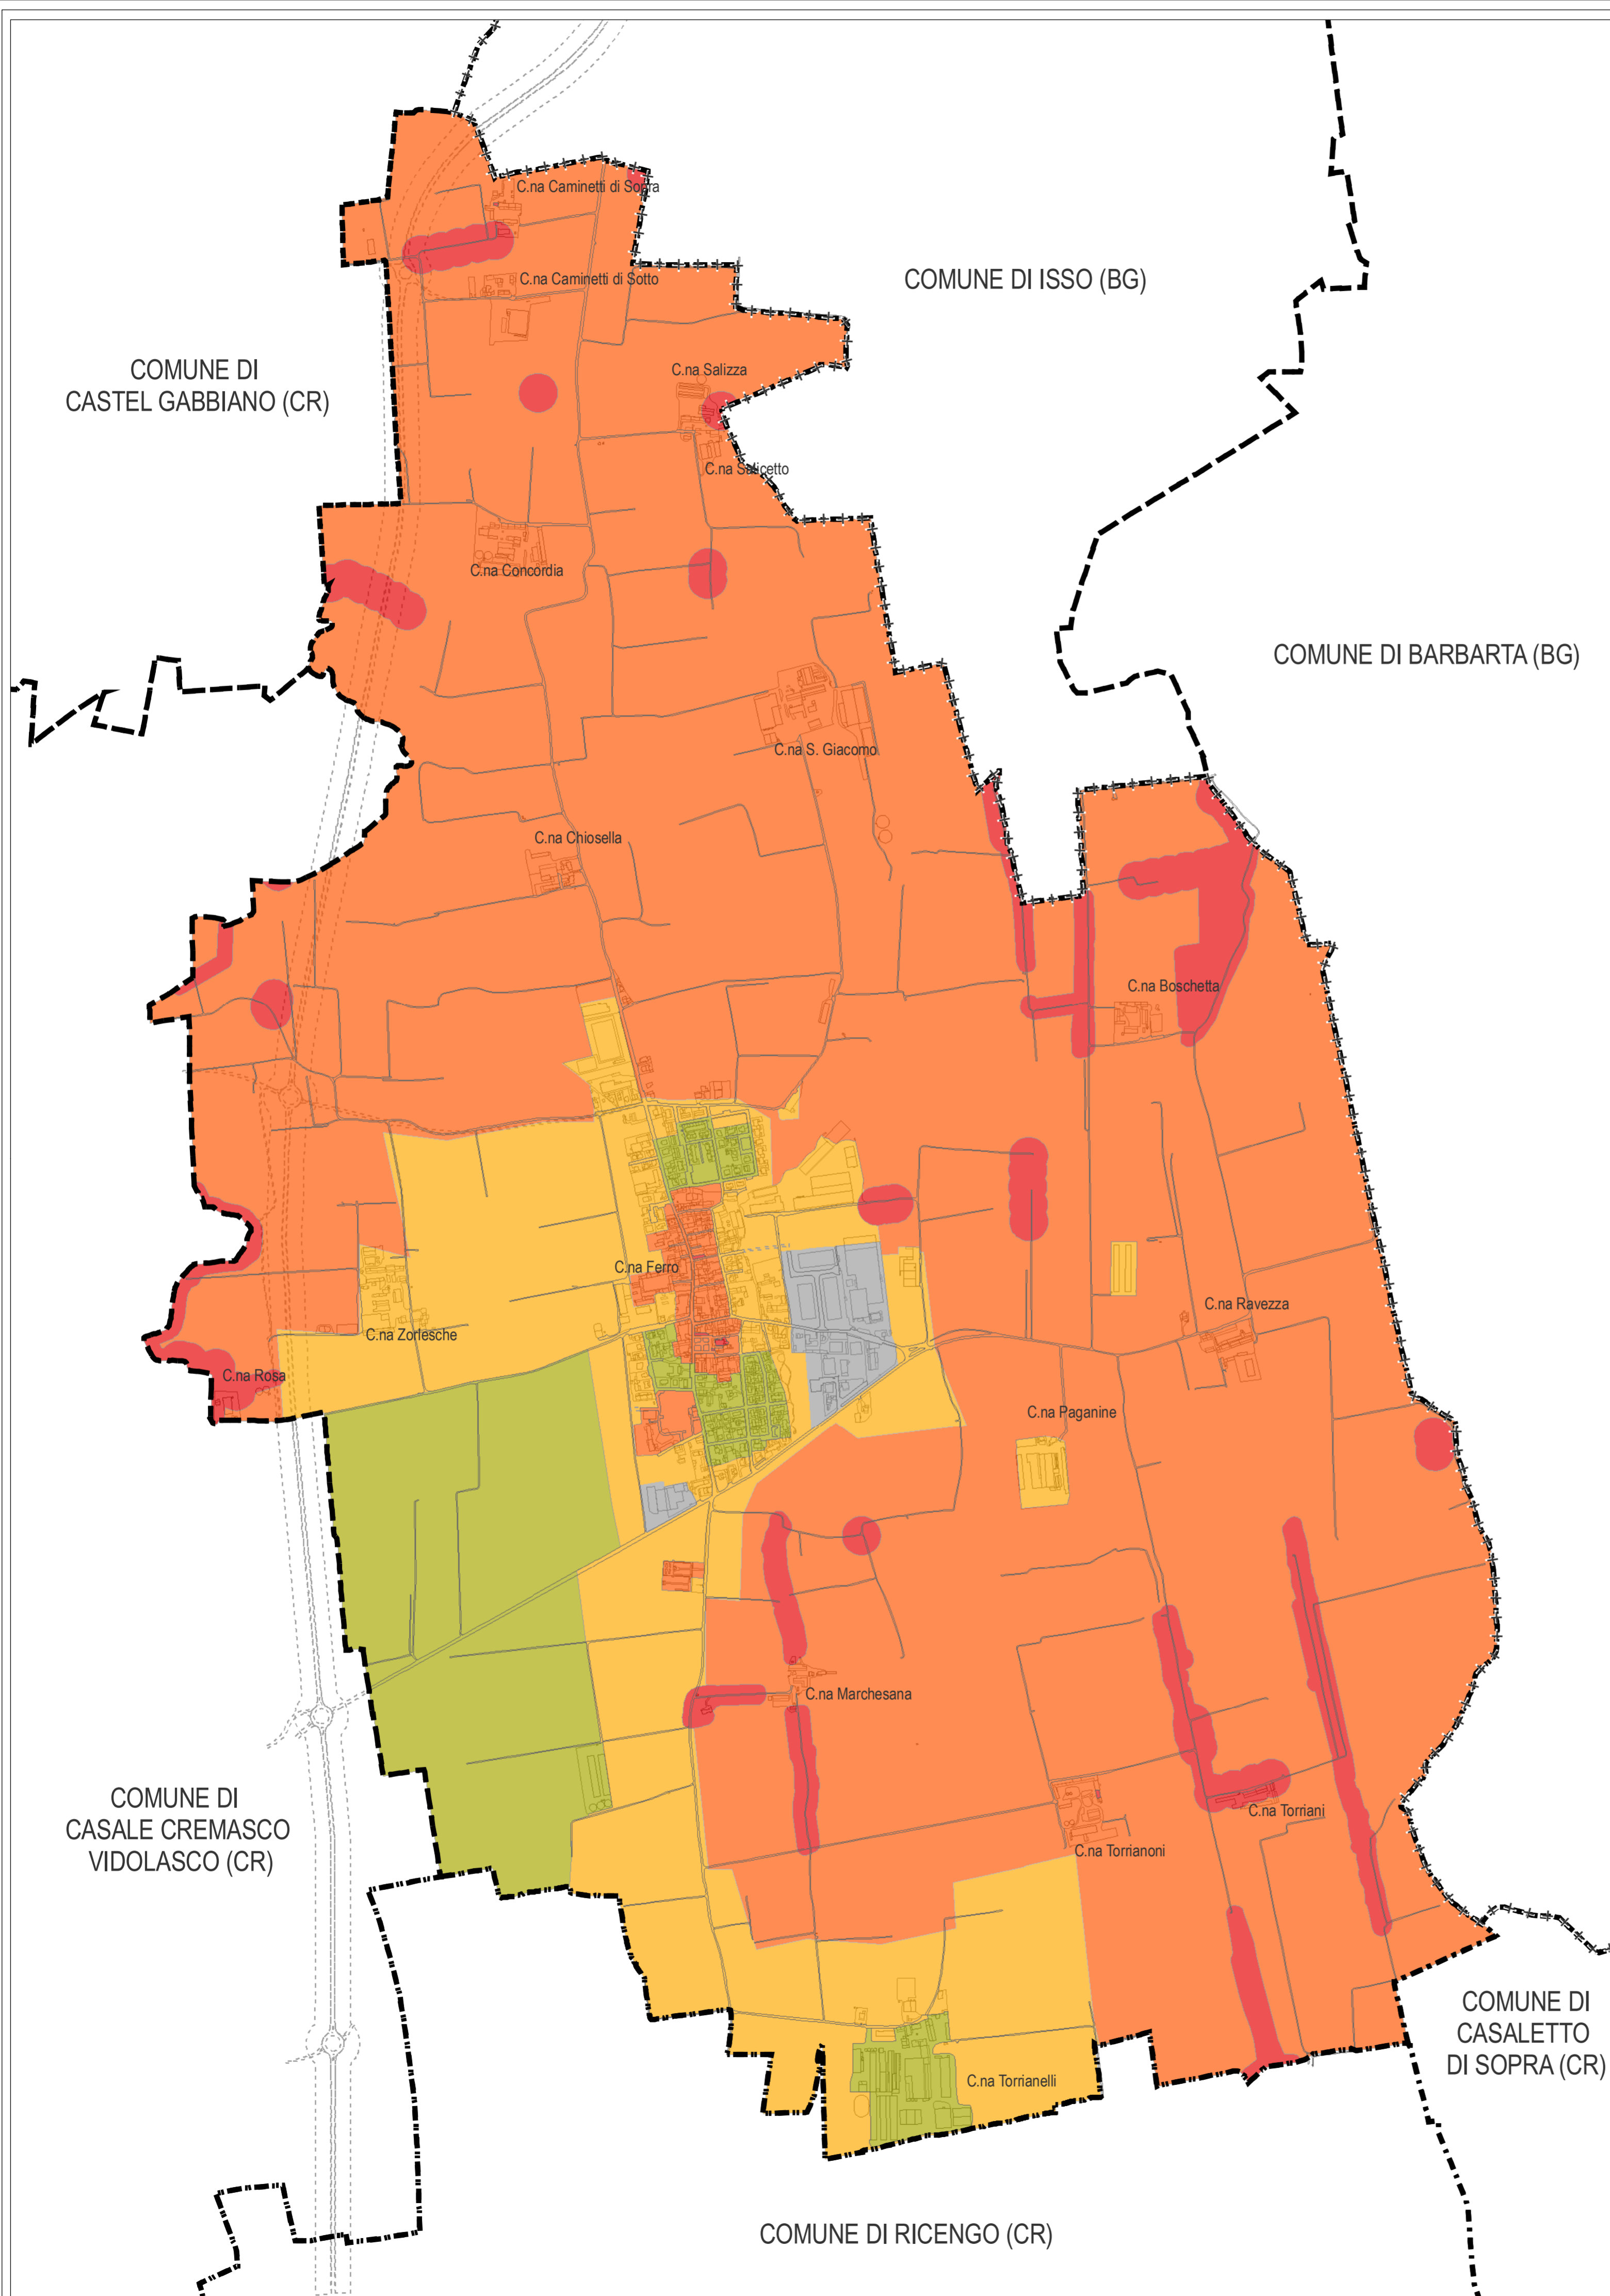 C.na Caminetti di Sopra
COMUNE DI ISSO (BG)
C.na Caminetti di Sotto
COMUNE DI
CASTEL GABBIANO (CR)
C.na Salizza
C.na Salicetto
C.na Concordia
COMUNE DI BARBARTA (BG)
C.na S. Giacomo
C.na Chiosella
C.na Boschetta
C.na Ferro
C.na Ravezza
C.na Zorlesche
C.na Rosa
C.na Paganine
C.na Marchesana
COMUNE DI
CASALE CREMASCO
VIDOLASCO (CR)
C.na Torriani
C.na Torrianoni
COMUNE DI
CASALETTO
DI SOPRA (CR)
C.na Torrianelli
COMUNE DI RICENGO (CR)